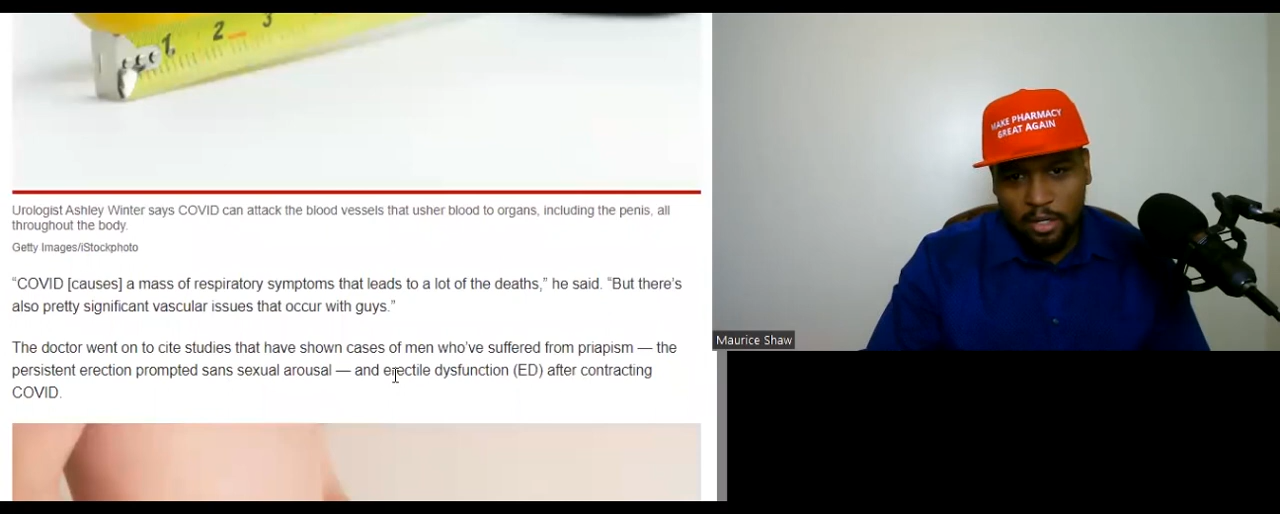 1 2 3
Urologist Ashley Winter says COVID can attack the blood vessels that usher blood to organs, including the penis, all
throughout the body.
Getty Images/iStockphoto
“COVID [causes] a mass of respiratory symptoms that leads to a lot of the deaths,” he said. “But there’s
also pretty significant vascular issues that occur with guys.”
The doctor went on to cite studies that have shown cases of men who’ve suffered from priapism — the
persistent erection prompted sans sexual arousal — and erectile dysfunction (ED) after contracting
COVID.
MAKE PHARMACY
GREAT AGAIN
Maurice Shaw